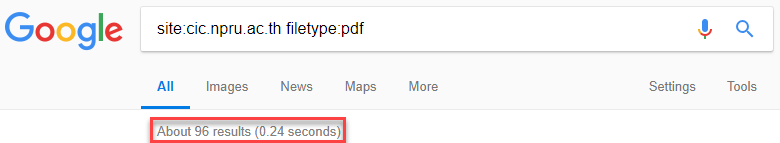 Google site:cic.npru.ac.th filetype:pdf
All Images News Maps More Settings Tools
About 96 results (0.24 seconds)